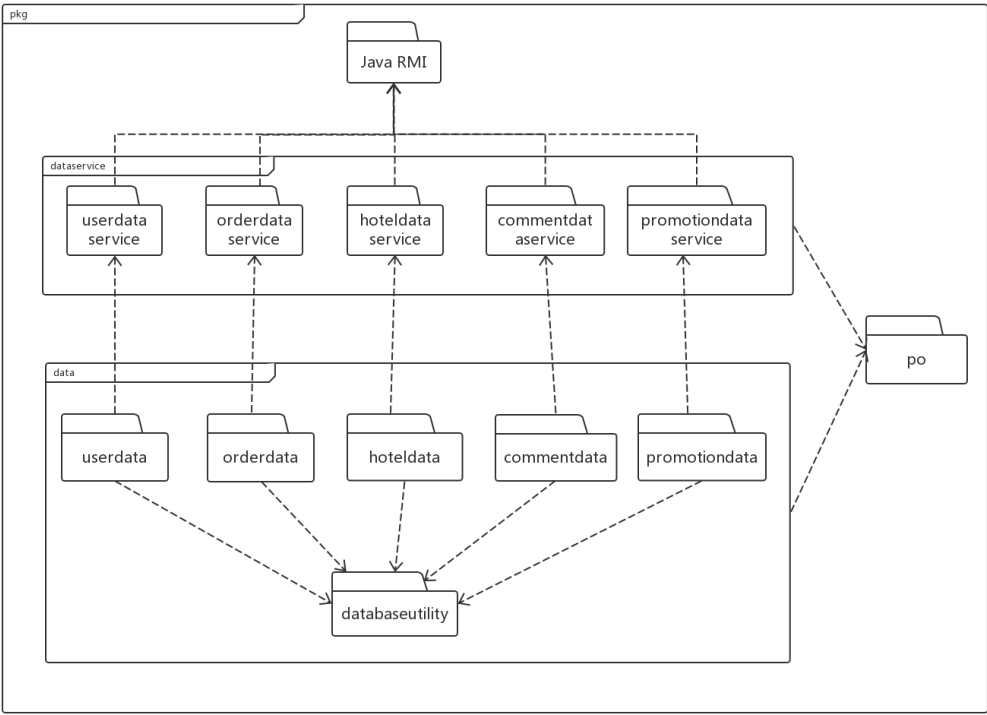 pkg
Java RMI
dataservice
userdata
service
orderdata
service
hoteldata
service
commentdat
aservice
promotiondata
service
po
data
userdata
orderdata
hoteldata
commentdata
promotiondata
databaseutility